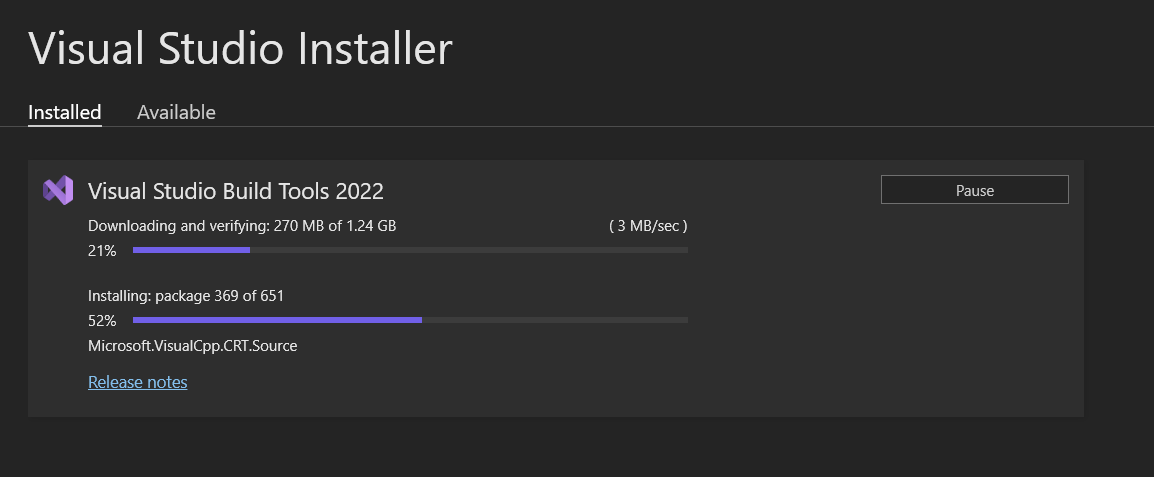 Visual Studio Installer
Installed Available
Visual Studio Build Tools 2022 Pause
Downloading and verifying: 270 MB of 1.24 GB ( 3 MB/sec )
21%
Installing: package 369 of 651
52%
Microsoft.VisualCpp.CRT.Source
Release notes